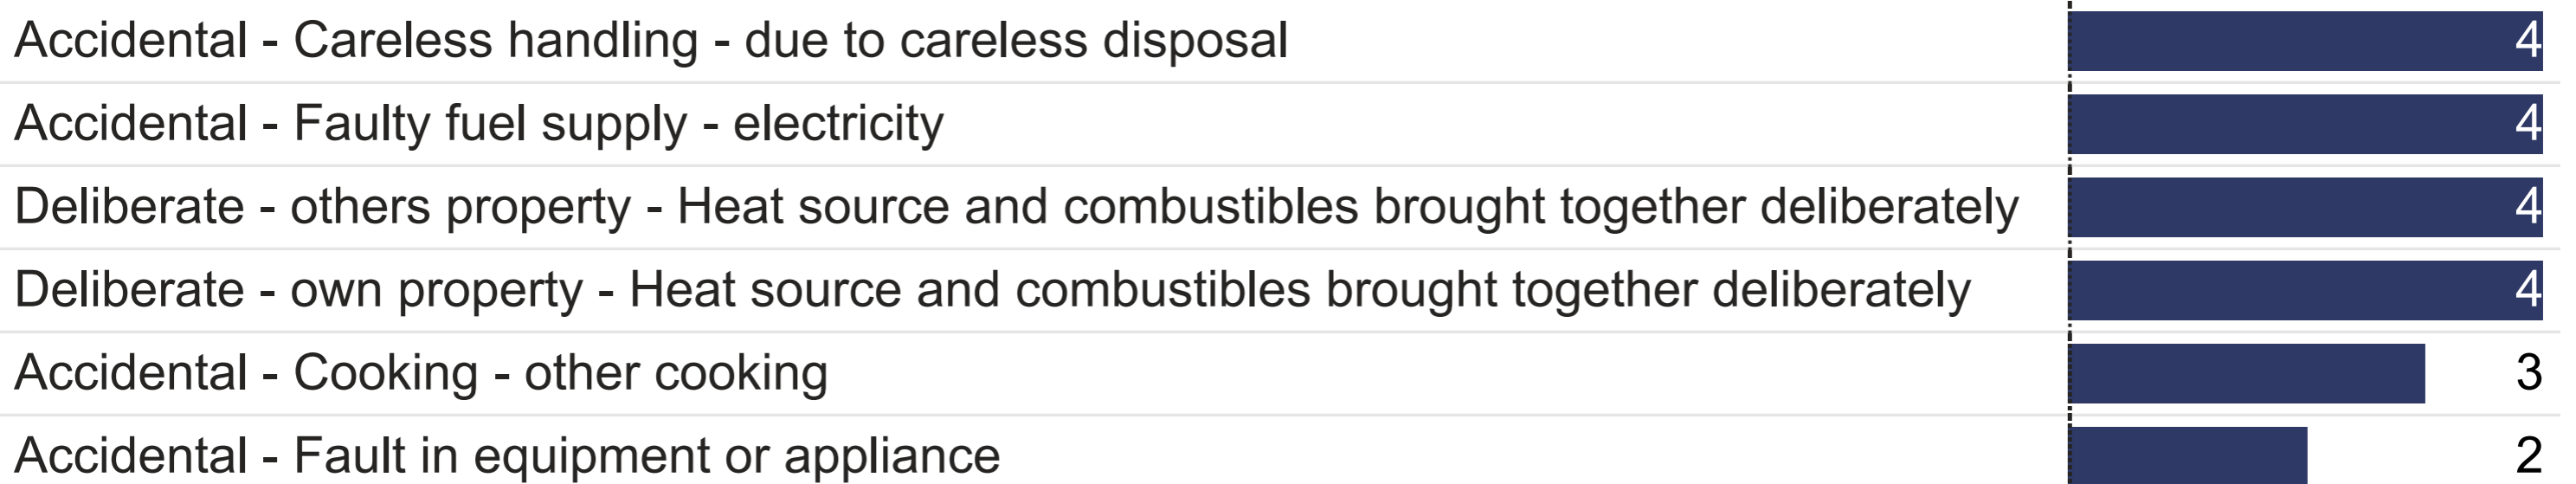 Accidental - Careless handling - due to careless disposal 4
Accidental - Faulty fuel supply - electricity 4
Deliberate - others property - Heat source and combustibles brought together deliberately 4
Deliberate - own property - Heat source and combustibles brought together deliberately 4
Accidental - Cooking - other cooking 3
Accidental - Fault in equipment or appliance 2